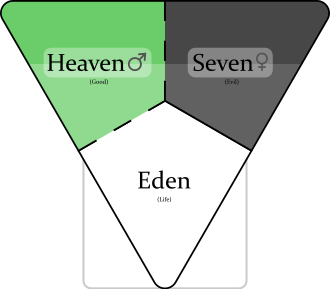 Heaven♂
(Good)
Seven♀
(Evil)
Eden
(Life)